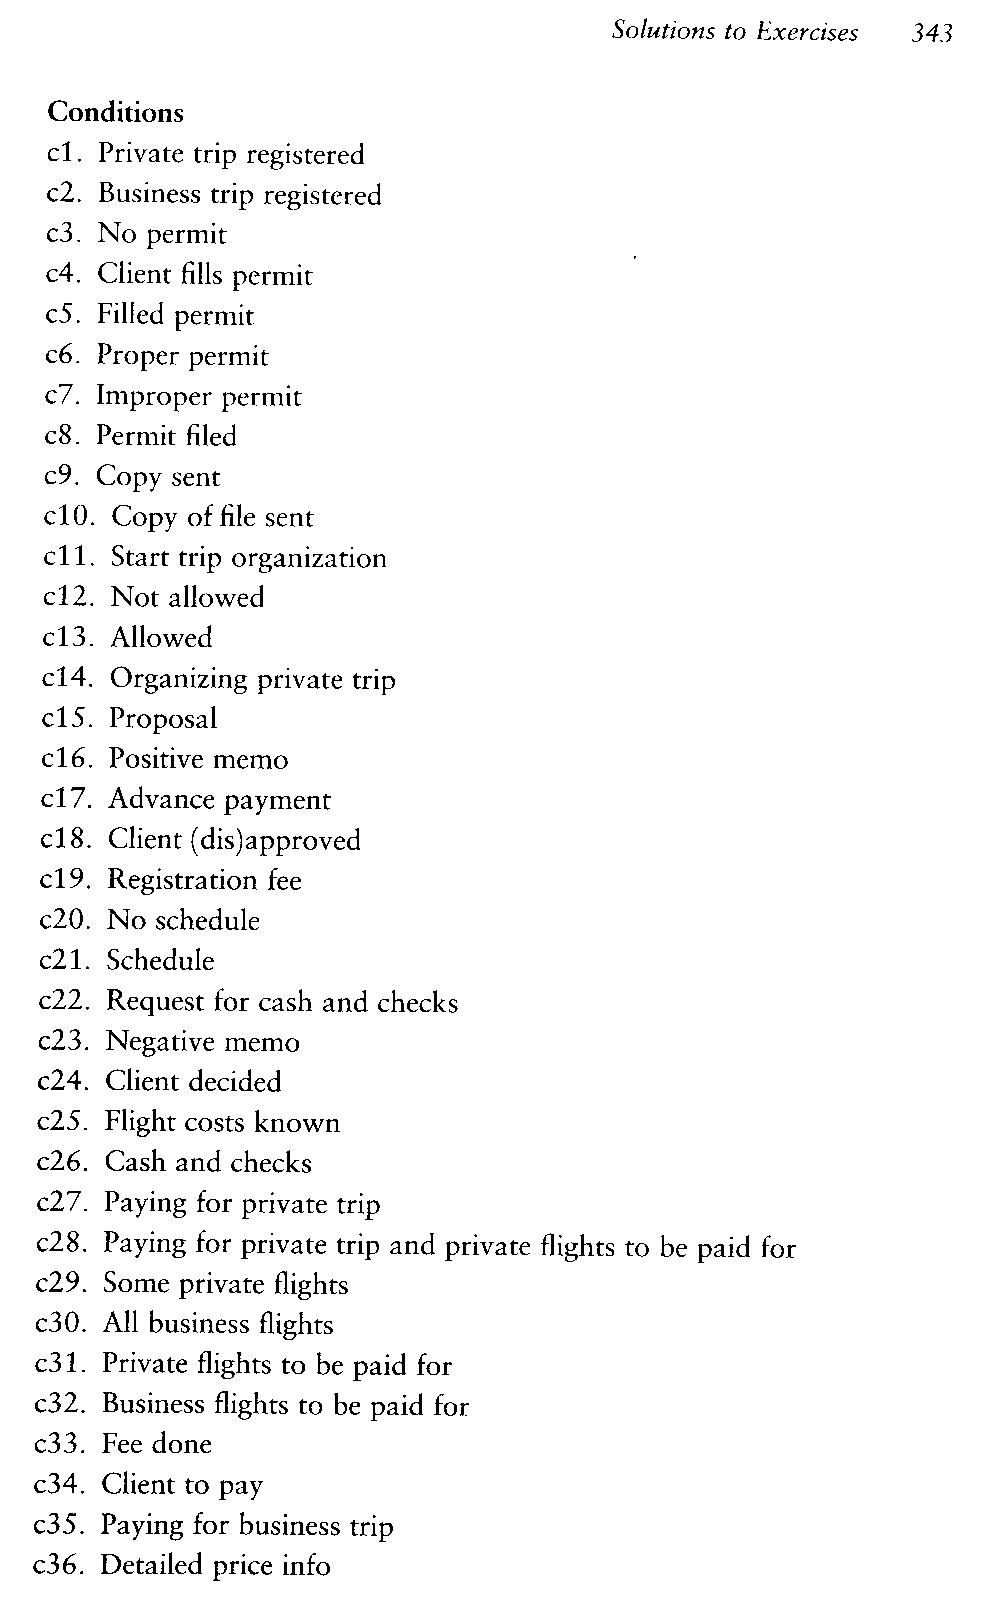 Solutions to Exercises 343
Conditions
c1. Private trip registered
c2. Business trip registered
c3. No permit
c4. Client fills permit
c5. Filled permit
c6. Proper permit
c7. Improper permit
c8. Permit filed
c9. Copy sent
c10. Copy of file sent
c11. Start trip organization
c12. Not allowed
c13. Allowed
c14. Organizing private trip
c15. Proposal
c16. Positive memo
c17. Advance payment
c18. Client (dis)approved
c19. Registration fee
c20. No schedule
c21. Schedule
c22. Request for cash and checks
c23. Negative memo
c24. Client decided
c25. Flight costs known
c26. Cash and checks
c27. Paying for private trip
c28. Paying for private trip and private flights to be paid for
c29. Some private flights
c30. All business flights
c31. Private flights to be paid for
c32. Business flights to be paid for
c33. Fee done
c34. Client to pay
c35. Paying for business trip
c36. Detailed price info